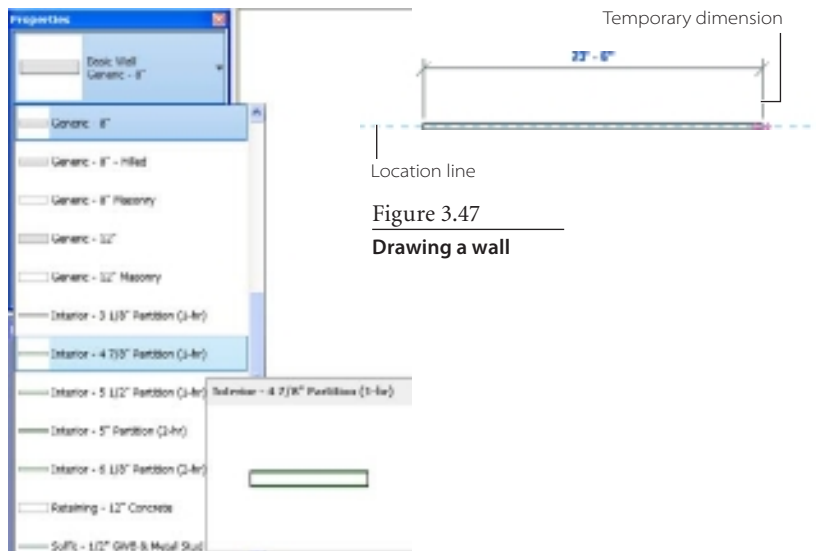 Properties
Basic Wall
Generic - 8"
Generic - 8"
Generic - 8" - Filled
Generic - 8" Masonry
Generic - 12"
Generic - 12" Masonry
Interior - 3 1/8" Partition (1-hr)
Interior - 4 7/8" Partition (1-hr)
Interior - 5 1/2" Partition (1-hr)
Interior - 4 7/8" Partition (1-hr)
Interior - 5" Partition (2-hr)
Interior - 6 1/8" Partition (2-hr)
Retaining - 12" Concrete
Soffit - 1/2" GWB & Metal Stud
Temporary dimension
Location line
Figure 3.47
Drawing a wall